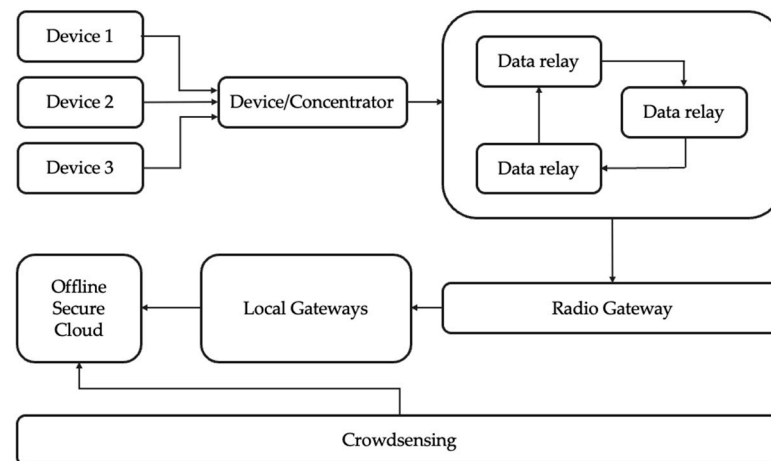 Device 1
Device 2
Device 3
Device/Concentrator
Data relay
Data relay
Data relay
Offline
Secure
Cloud
Local Gateways
Radio Gateway
Crowdsensing